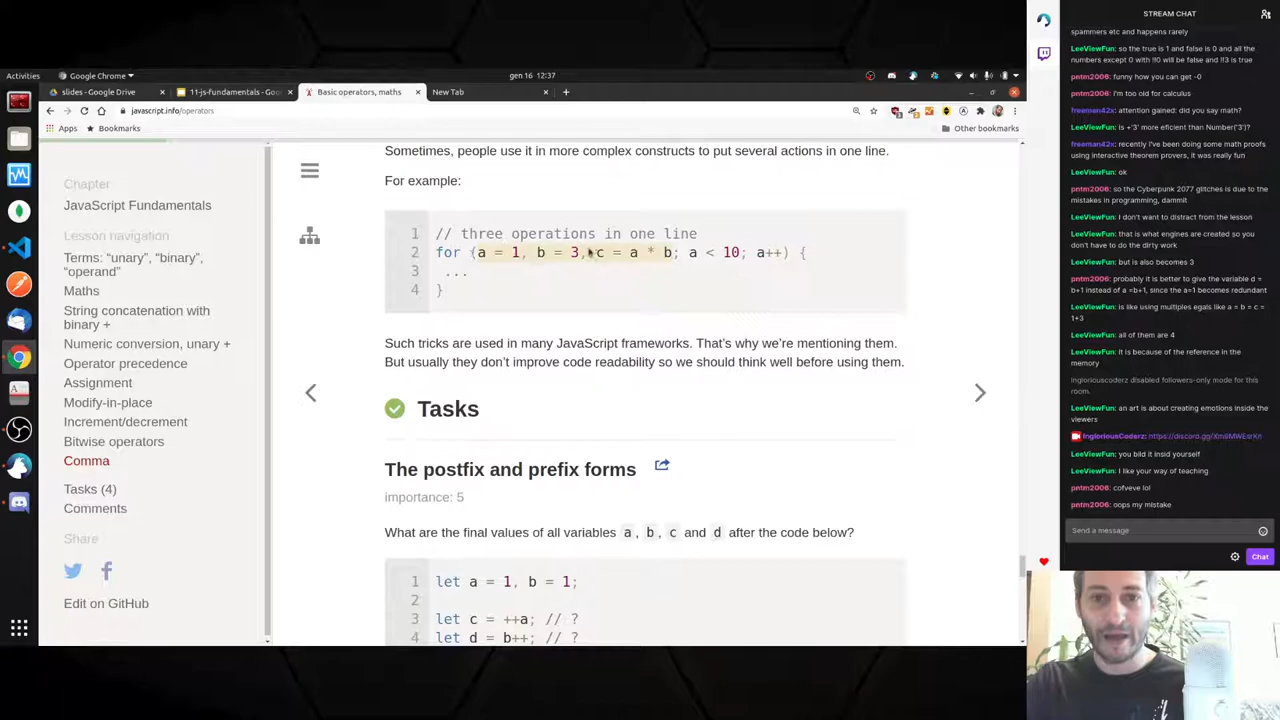 STREAM CHAT
spammers etc and happens rarely
LeeViewFun: so the true is 1 and false is 0 and all the
numbers except 0 with !!0 will be false and !!3 is true
pntm2006: funny how you can get -0
pntm2006: i'm too old for calculus
freeman42x: attention gained: did you say math?
LeeViewFun: Is +'3' more eficient than Number('3')?
freeman42x: recently I've been doing some math proofs
using interactive theorem provers, it was really fun
LeeViewFun: ok
pntm2006: so the Cyberpunk 2077 glitches is due to the
mistakes in programming, dammit
LeeViewFun: I don't want to distract from the lesson
LeeViewFun: that is what engines are created so you
don't have to do the dirty work
LeeViewFun: but is also becomes 3
pntm2006: probably it is better to give the variable d =
b+1 instead of a =b+1, since the a=1 becomes redundant
LeeViewFun: is like using multiples egals like a = b = c =
1+3
LeeViewFun: all of them are 4
LeeViewFun: It is because of the reference in the
memory
ingloriouscoderz disabled followers-only mode for this
room.
LeeViewFun: an art is about creating emotions inside the
viewers
IngloriousCoderz: https://discord.gg/Xm9MWEsrKn
LeeViewFun: you bild it insid yourself
LeeViewFun: I like your way of teaching
pntm2006: cofveve lol
pntm2006: oops my mistake
Send a message
Chat
Activities
Google Chrome
gen 16 12:37
slides - Google Drive
11-js-fundamentals - Goo
Basic operators, maths
New Tab
javascript.info/operators
Apps
Bookmarks
Other bookmarks
Chapter
JavaScript Fundamentals
Lesson navigation
Terms: “unary”, “binary”,
“operand”
Maths
String concatenation with
binary +
Numeric conversion, unary +
Operator precedence
Assignment
Modify-in-place
Increment/decrement
Bitwise operators
Comma
Tasks (4)
Comments
Share
Edit on GitHub
Sometimes, people use it in more complex constructs to put several actions in one line.
For example:
// three operations in one line
2 for (a = 1, b = 3, c = a b; a < 10; a++) {
3 ...
4
Such tricks are used in many JavaScript frameworks. That’s why we’re mentioning them.
But usually they don’t improve code readability so we should think well before using them.
Tasks
The postfix and prefix forms
importance: 5
What are the final values of all variables a, b, c and d after the code below?
1 let a = 1, b = 1;
2
3 let c = ++a; // ?
4 let d = b++; // ?